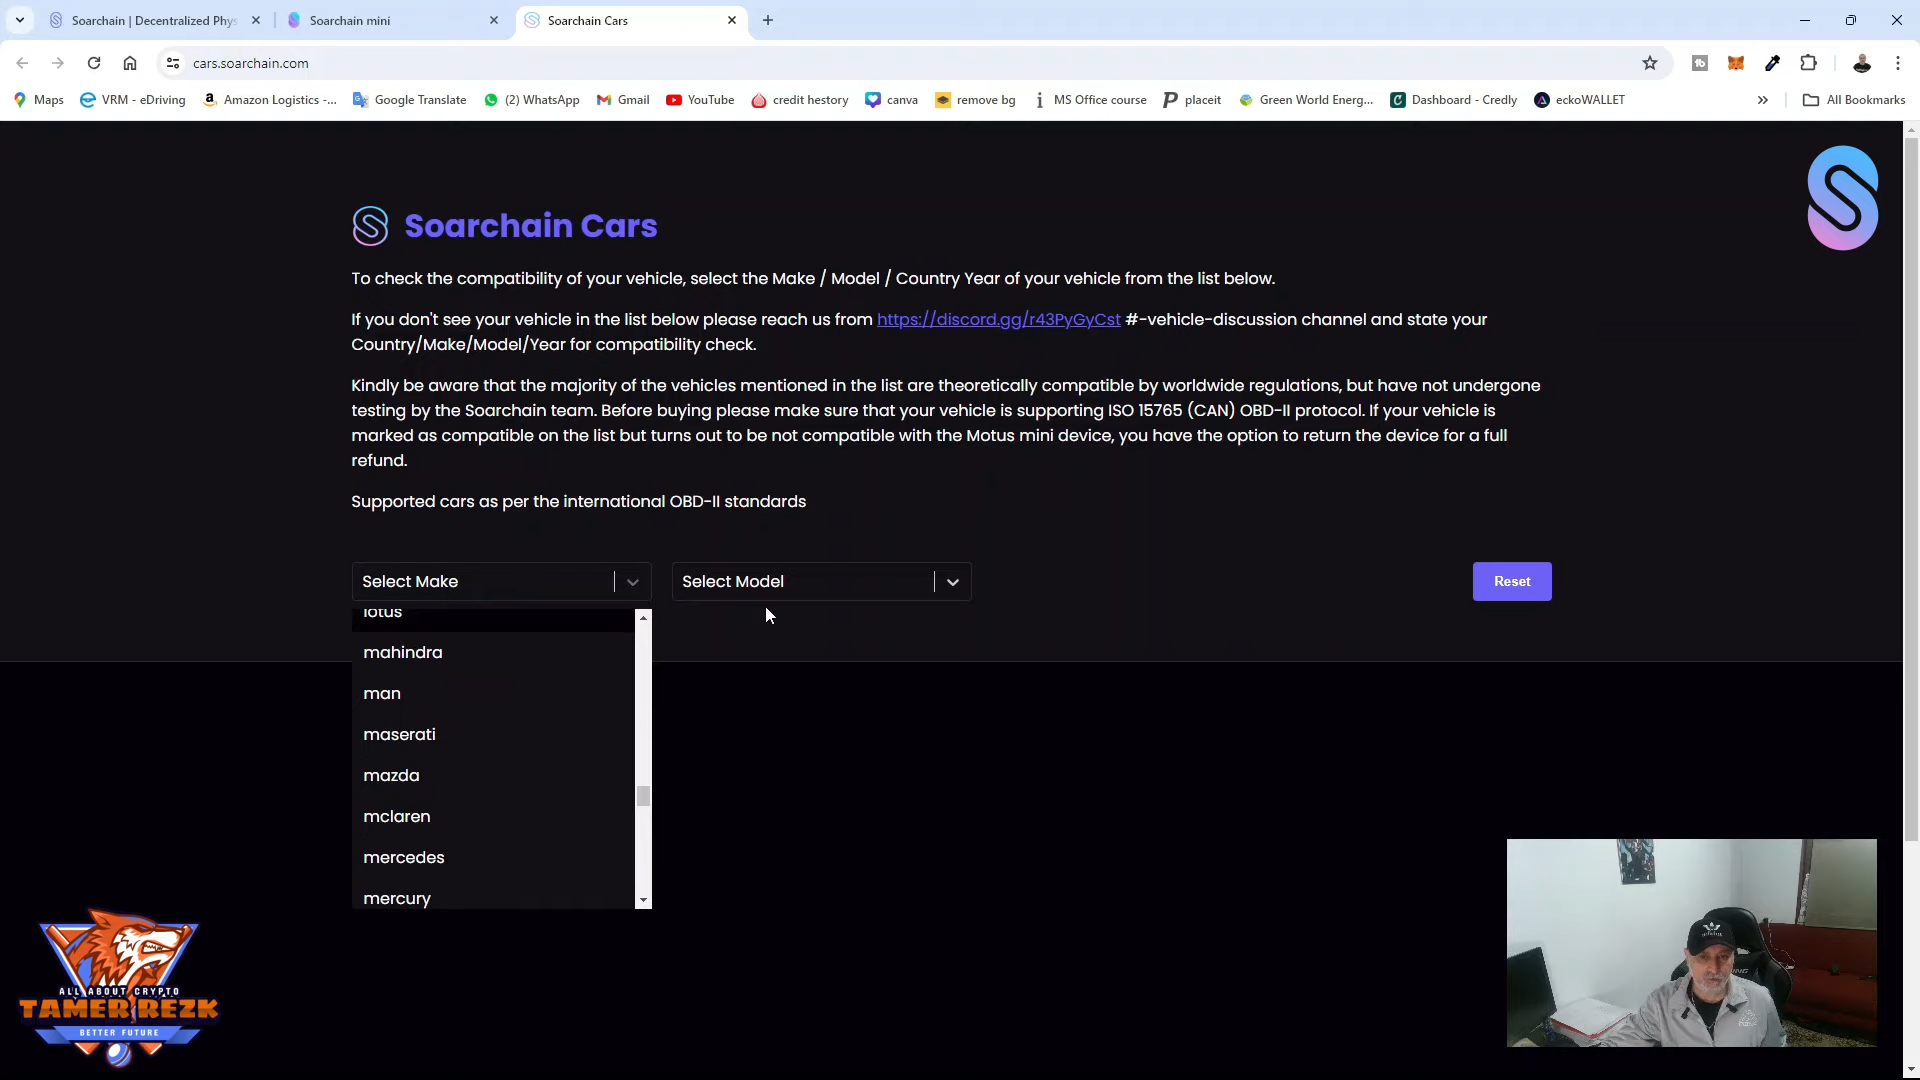 Soarchain | Decentralized Phys
Soarchain mini
Soarchain Cars
cars.soarchain.com
Maps
VRM - eDriving
Amazon Logistics -...
Google Translate
(2) WhatsApp
Gmail
YouTube
credit hestory
canva
remove bg
MS Office course
placeit
Green World Energ...
Dashboard - Credly
eckoWALLET
»
All Bookmarks
Soarchain Cars
To check the compatibility of your vehicle, select the Make / Model / Country Year of your vehicle from the list below.
If you don't see your vehicle in the list below please reach us from https://discord.gg/r43PyGyCst #-vehicle-discussion channel and state your
Country/Make/Model/Year for compatibility check.
Kindly be aware that the majority of the vehicles mentioned in the list are theoretically compatible by worldwide regulations, but have not undergone
testing by the Soarchain team. Before buying please make sure that your vehicle is supporting ISO 15765 (CAN) OBD-II protocol. If your vehicle is
marked as compatible on the list but turns out to be not compatible with the Motus mini device, you have the option to return the device for a full
refund.
Supported cars as per the international OBD-II standards
Select Make
Select Model
Reset
lotus
mahindra
man
maserati
mazda
mclaren
mercedes
mercury
ALL ABOUT CRYPTO
TAMER REZK
BETTER FUTURE